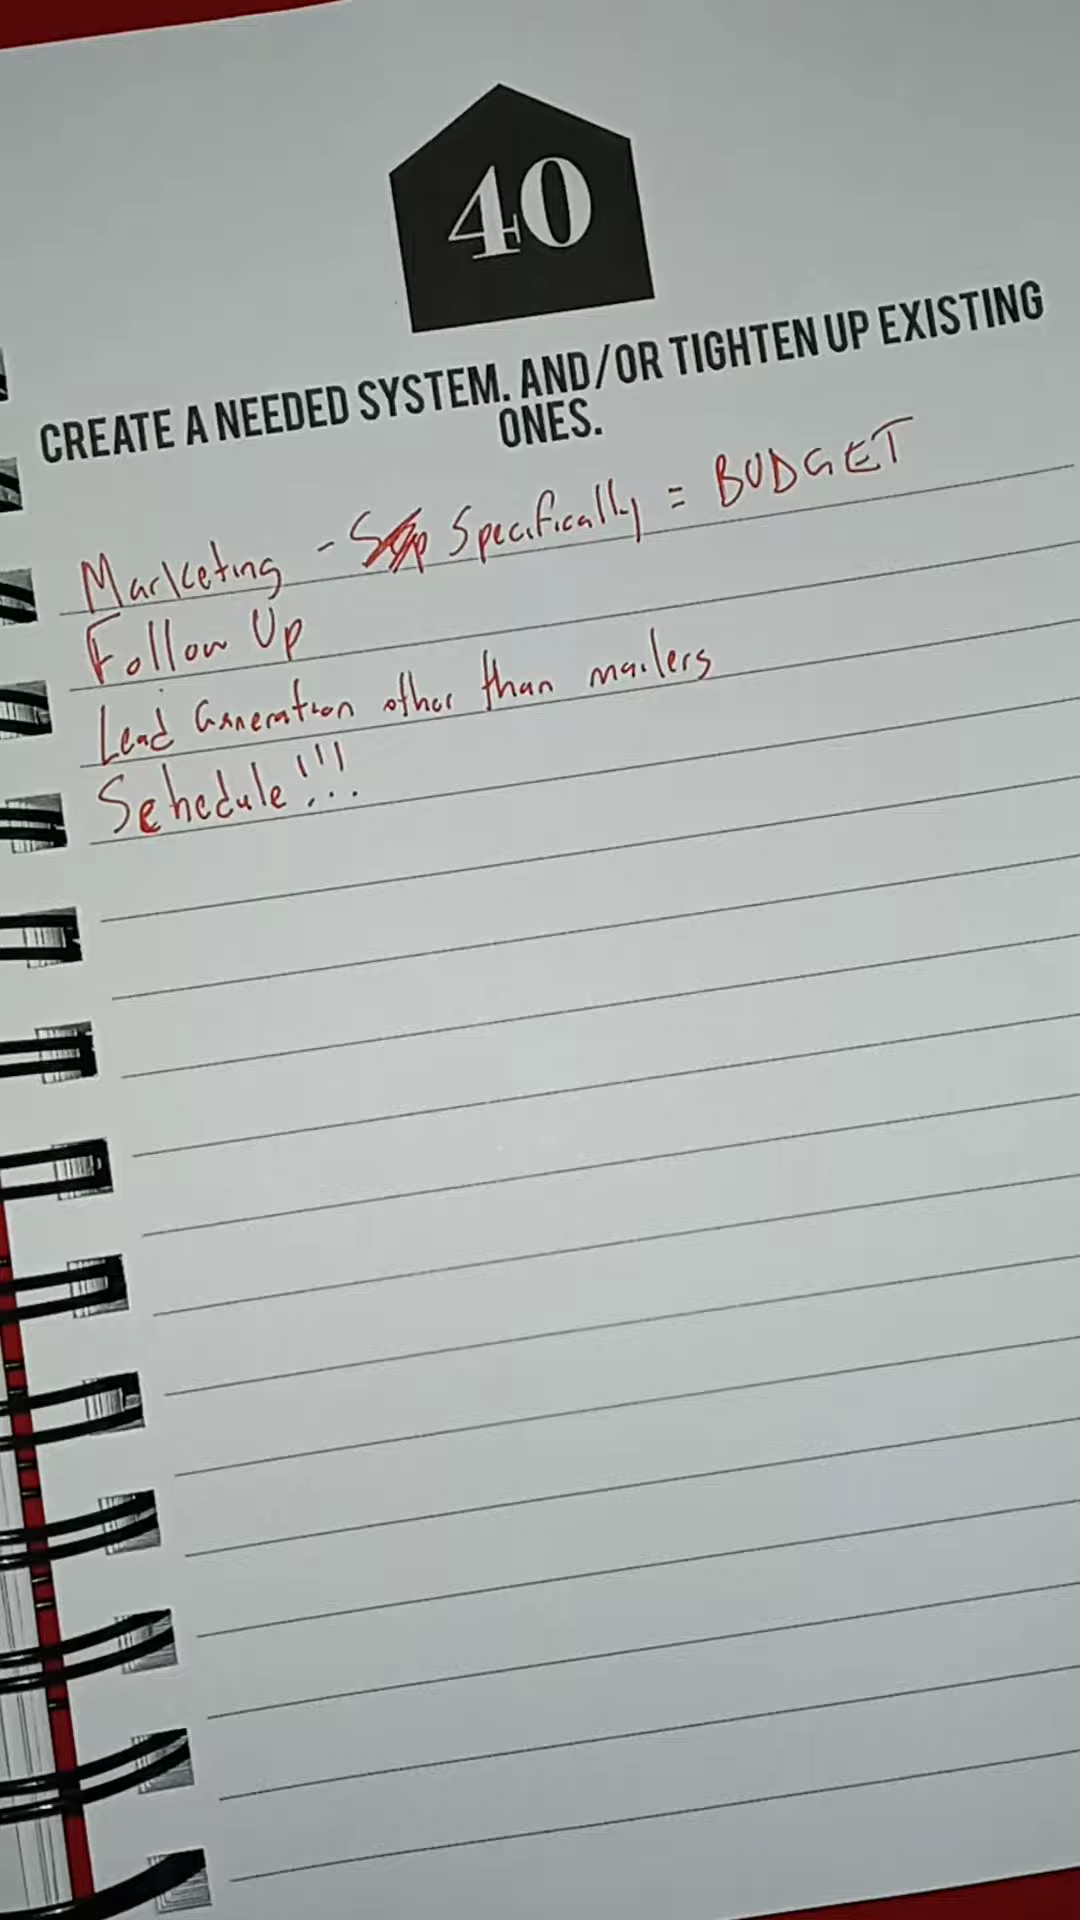 40
CREATE A NEEDED SYSTEM. AND/OR TIGHTEN UP EXISTING
ONES.
Marketing - Specifically = BUDGET
Follow Up
Lead Generation other than mailers
Schedule!!!